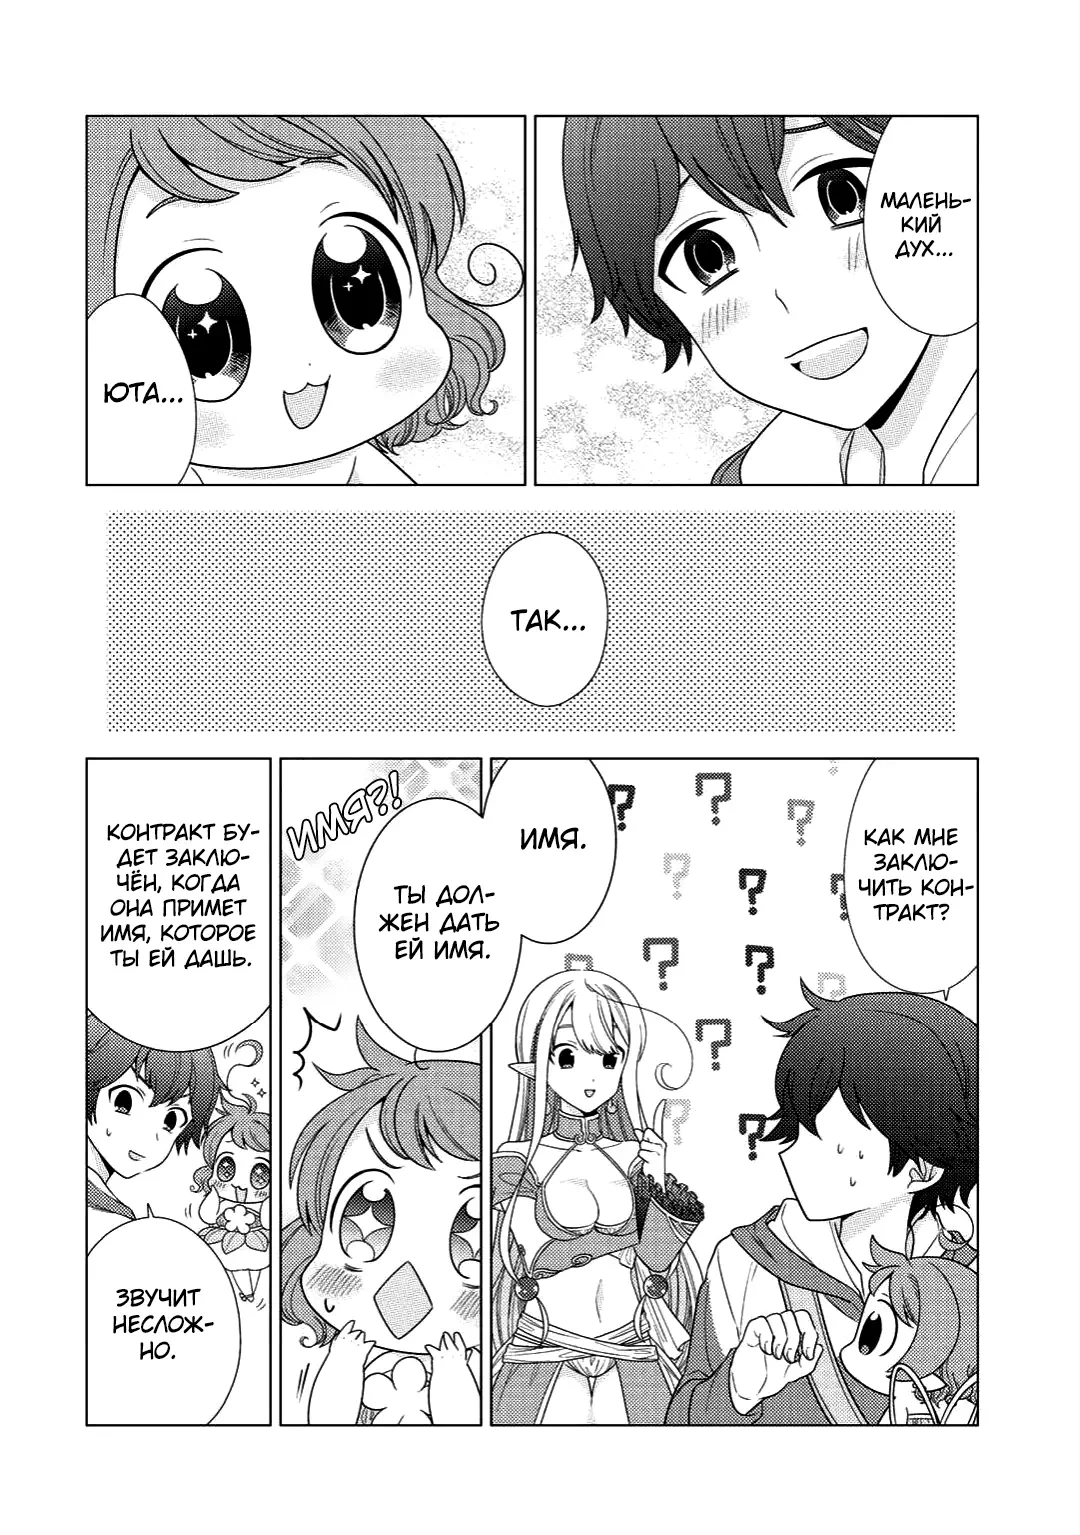 МАЛЕНЬ-
КИЙ
ДУХ...
ЮТА...
ТАК...
КАК МНЕ
ЗАКЛЮ-
ЧИТЬ КОН-
ТРАКТ?
ИМЯ.
ТЫ ДОЛ-
ЖЕН ДАТЬ
ЕЙ ИМЯ.
ИМЯ?!
КОНТРАКТ БУ-
ДЕТ ЗАКЛЮ-
ЧЁН, КОГДА
ОНА ПРИМЕТ
ИМЯ, КОТОРОЕ
ТЫ ЕЙ ДАШЬ.
ЗВУЧИТ
НЕСЛОЖ-
НО.